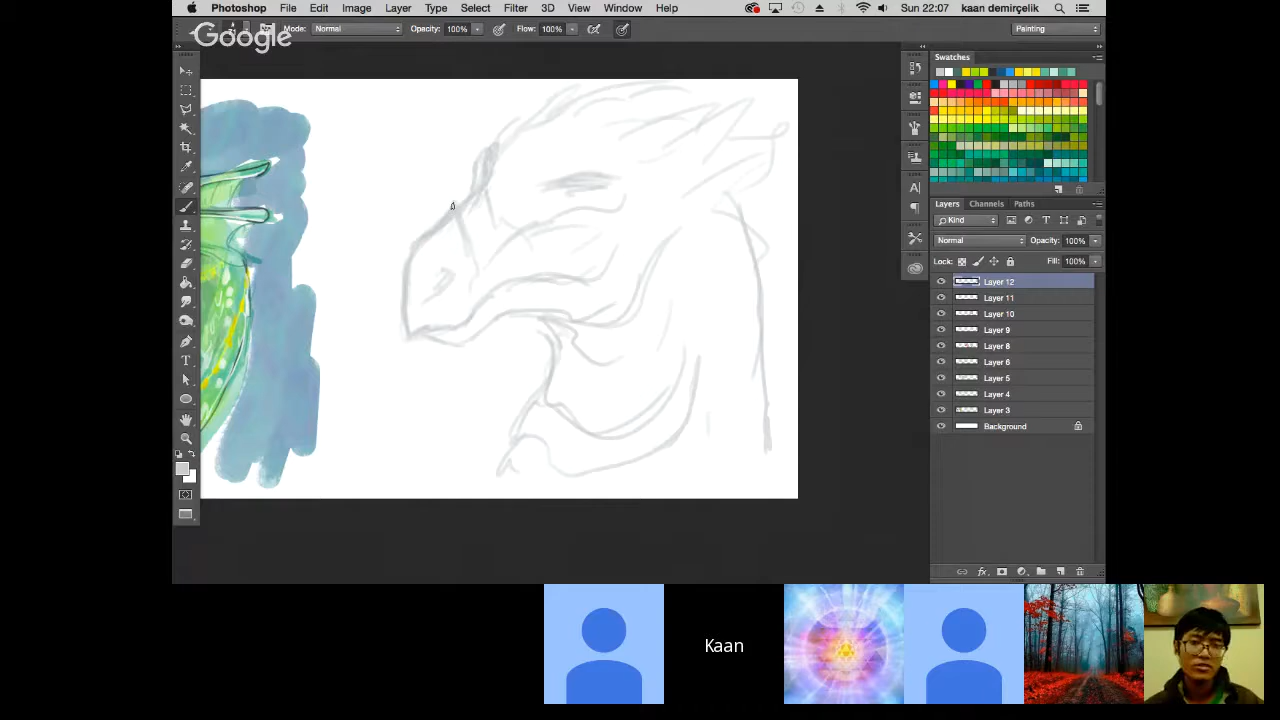 Photoshop File Edit Image Layer Type Select Filter 3D View Window Help Sun 22:07 kaan demirçelik
Google
Mode: Normal Opacity: 100% Flow: 100% Painting
Swatches
Layers Channels Paths
Kind
Normal Opacity: 100%
Lock: Fill: 100%
Layer 12
Layer 11
Layer 10
Layer 9
Layer 8
Layer 6
Layer 5
Layer 4
Layer 3
Background
Kaan